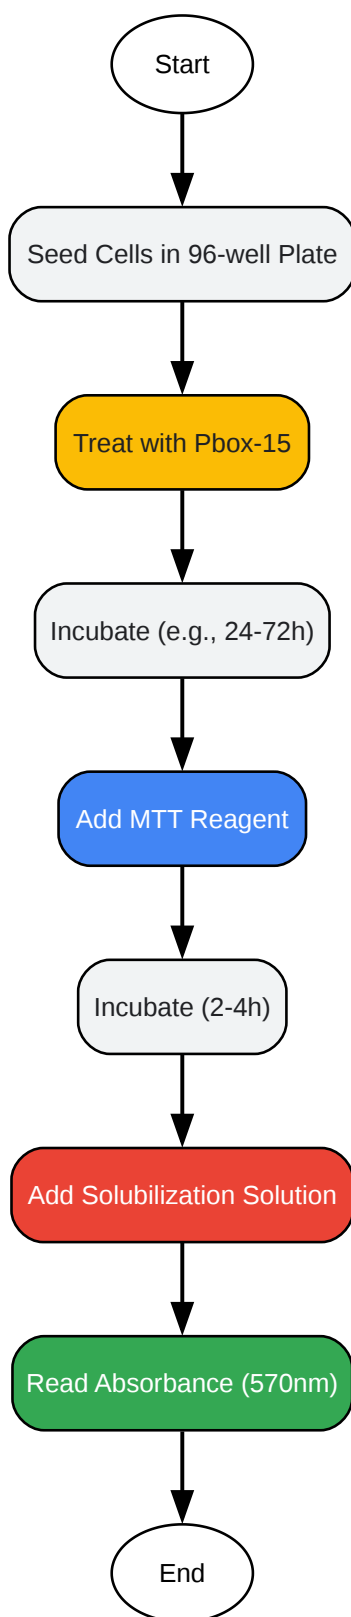 Start
Seed Cells in 96-well Plate
Treat with Pbox-15
Incubate (e.g., 24-72h)
Add MTT Reagent
Incubate (2-4h)
Add Solubilization Solution
Read Absorbance (570nm)
End